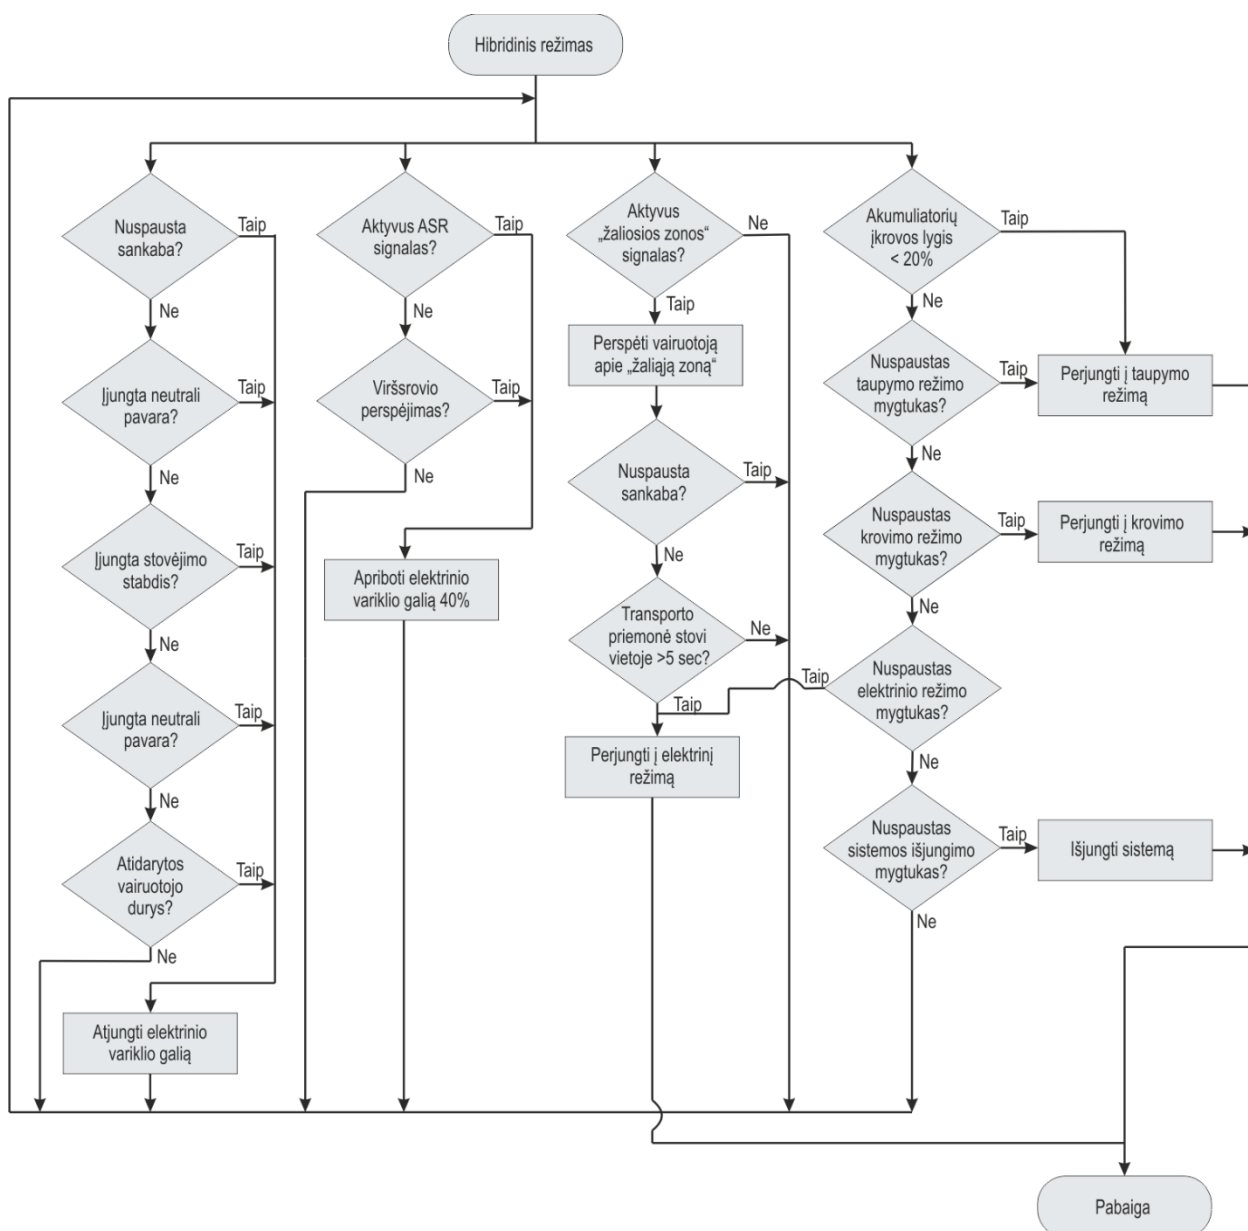 Hibridinis režimas
Nuspausta
sankaba?
Taip
Ne
Įjungta neutrali
pavara?
Taip
Ne
Įjungta stovėjimo
stabdis?
Taip
Ne
Įjungta neutrali
pavara?
Taip
Ne
Atidarytos
vairuotojo
durys?
Taip
Ne
Atjungti elektrinio
variklio galią
Aktyvus ASR
signalas?
Taip
Ne
Viršsrovio
perspėjimas?
Taip
Ne
Apriboti elektrinio
variklio galią 40%
Aktyvus
„žaliosios zonos“
signalas?
Ne
Taip
Perspėti vairuotoją
apie „žaliąją zoną“
Nuspausta
sankaba?
Taip
Ne
Transporto
priemonė stovi
vietoje >5 sec?
Ne
Taip
Perjungti į elektrinį
režimą
Akumuliatorių
įkrovos lygis
< 20%
Taip
Ne
Nuspaustas
taupymo režimo
mygtukas?
Taip
Perjungti į taupymo
režimą
Ne
Nuspaustas
krovimo režimo
mygtukas?
Taip
Perjungti į krovimo
režimą
Ne
Nuspaustas
elektrinio režimo
mygtukas?
Taip
Ne
Nuspaustas
sistemos išjungimo
mygtukas?
Taip
Išjungti sistemą
Ne
Pabaiga